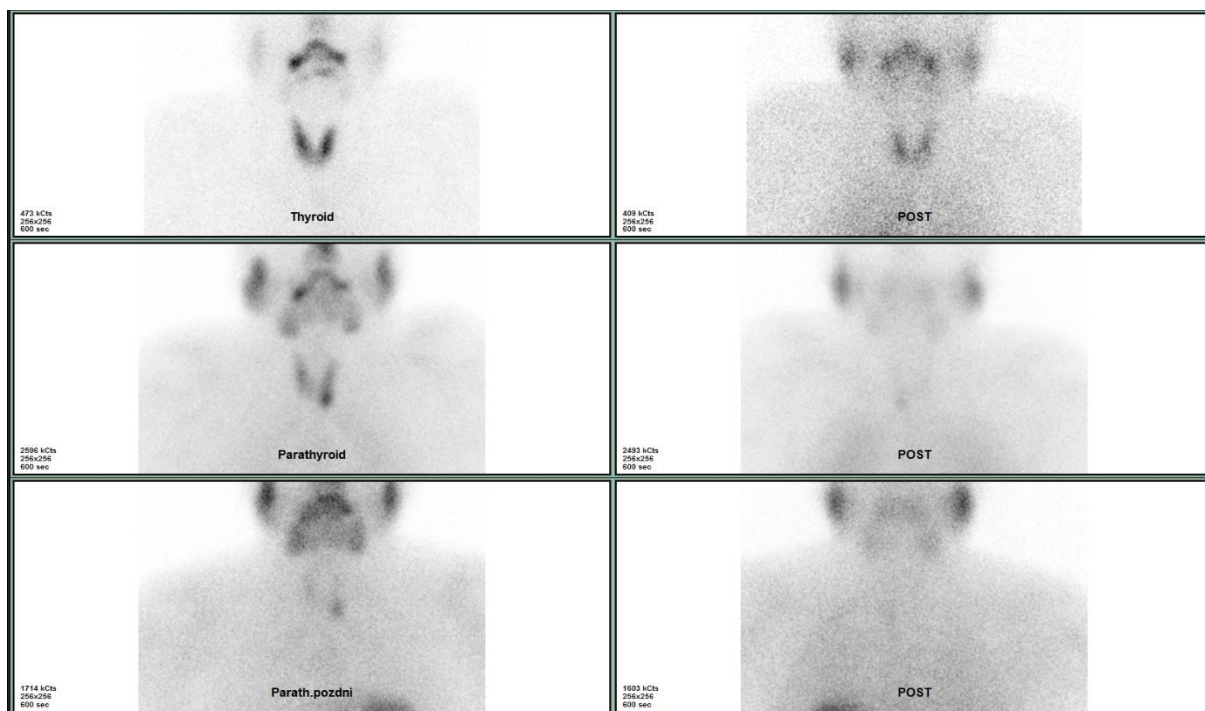 473 kCts
256x256
600 sec
Thyroid
409 kCts
256x256
600 sec
POST
2596 kCts
256x256
600 sec
Parathyroid
2493 kCts
256x256
600 sec
POST
1714 kCts
256x256
600 sec
Parath.pozdni
1603 kCts
256x256
600 sec
POST